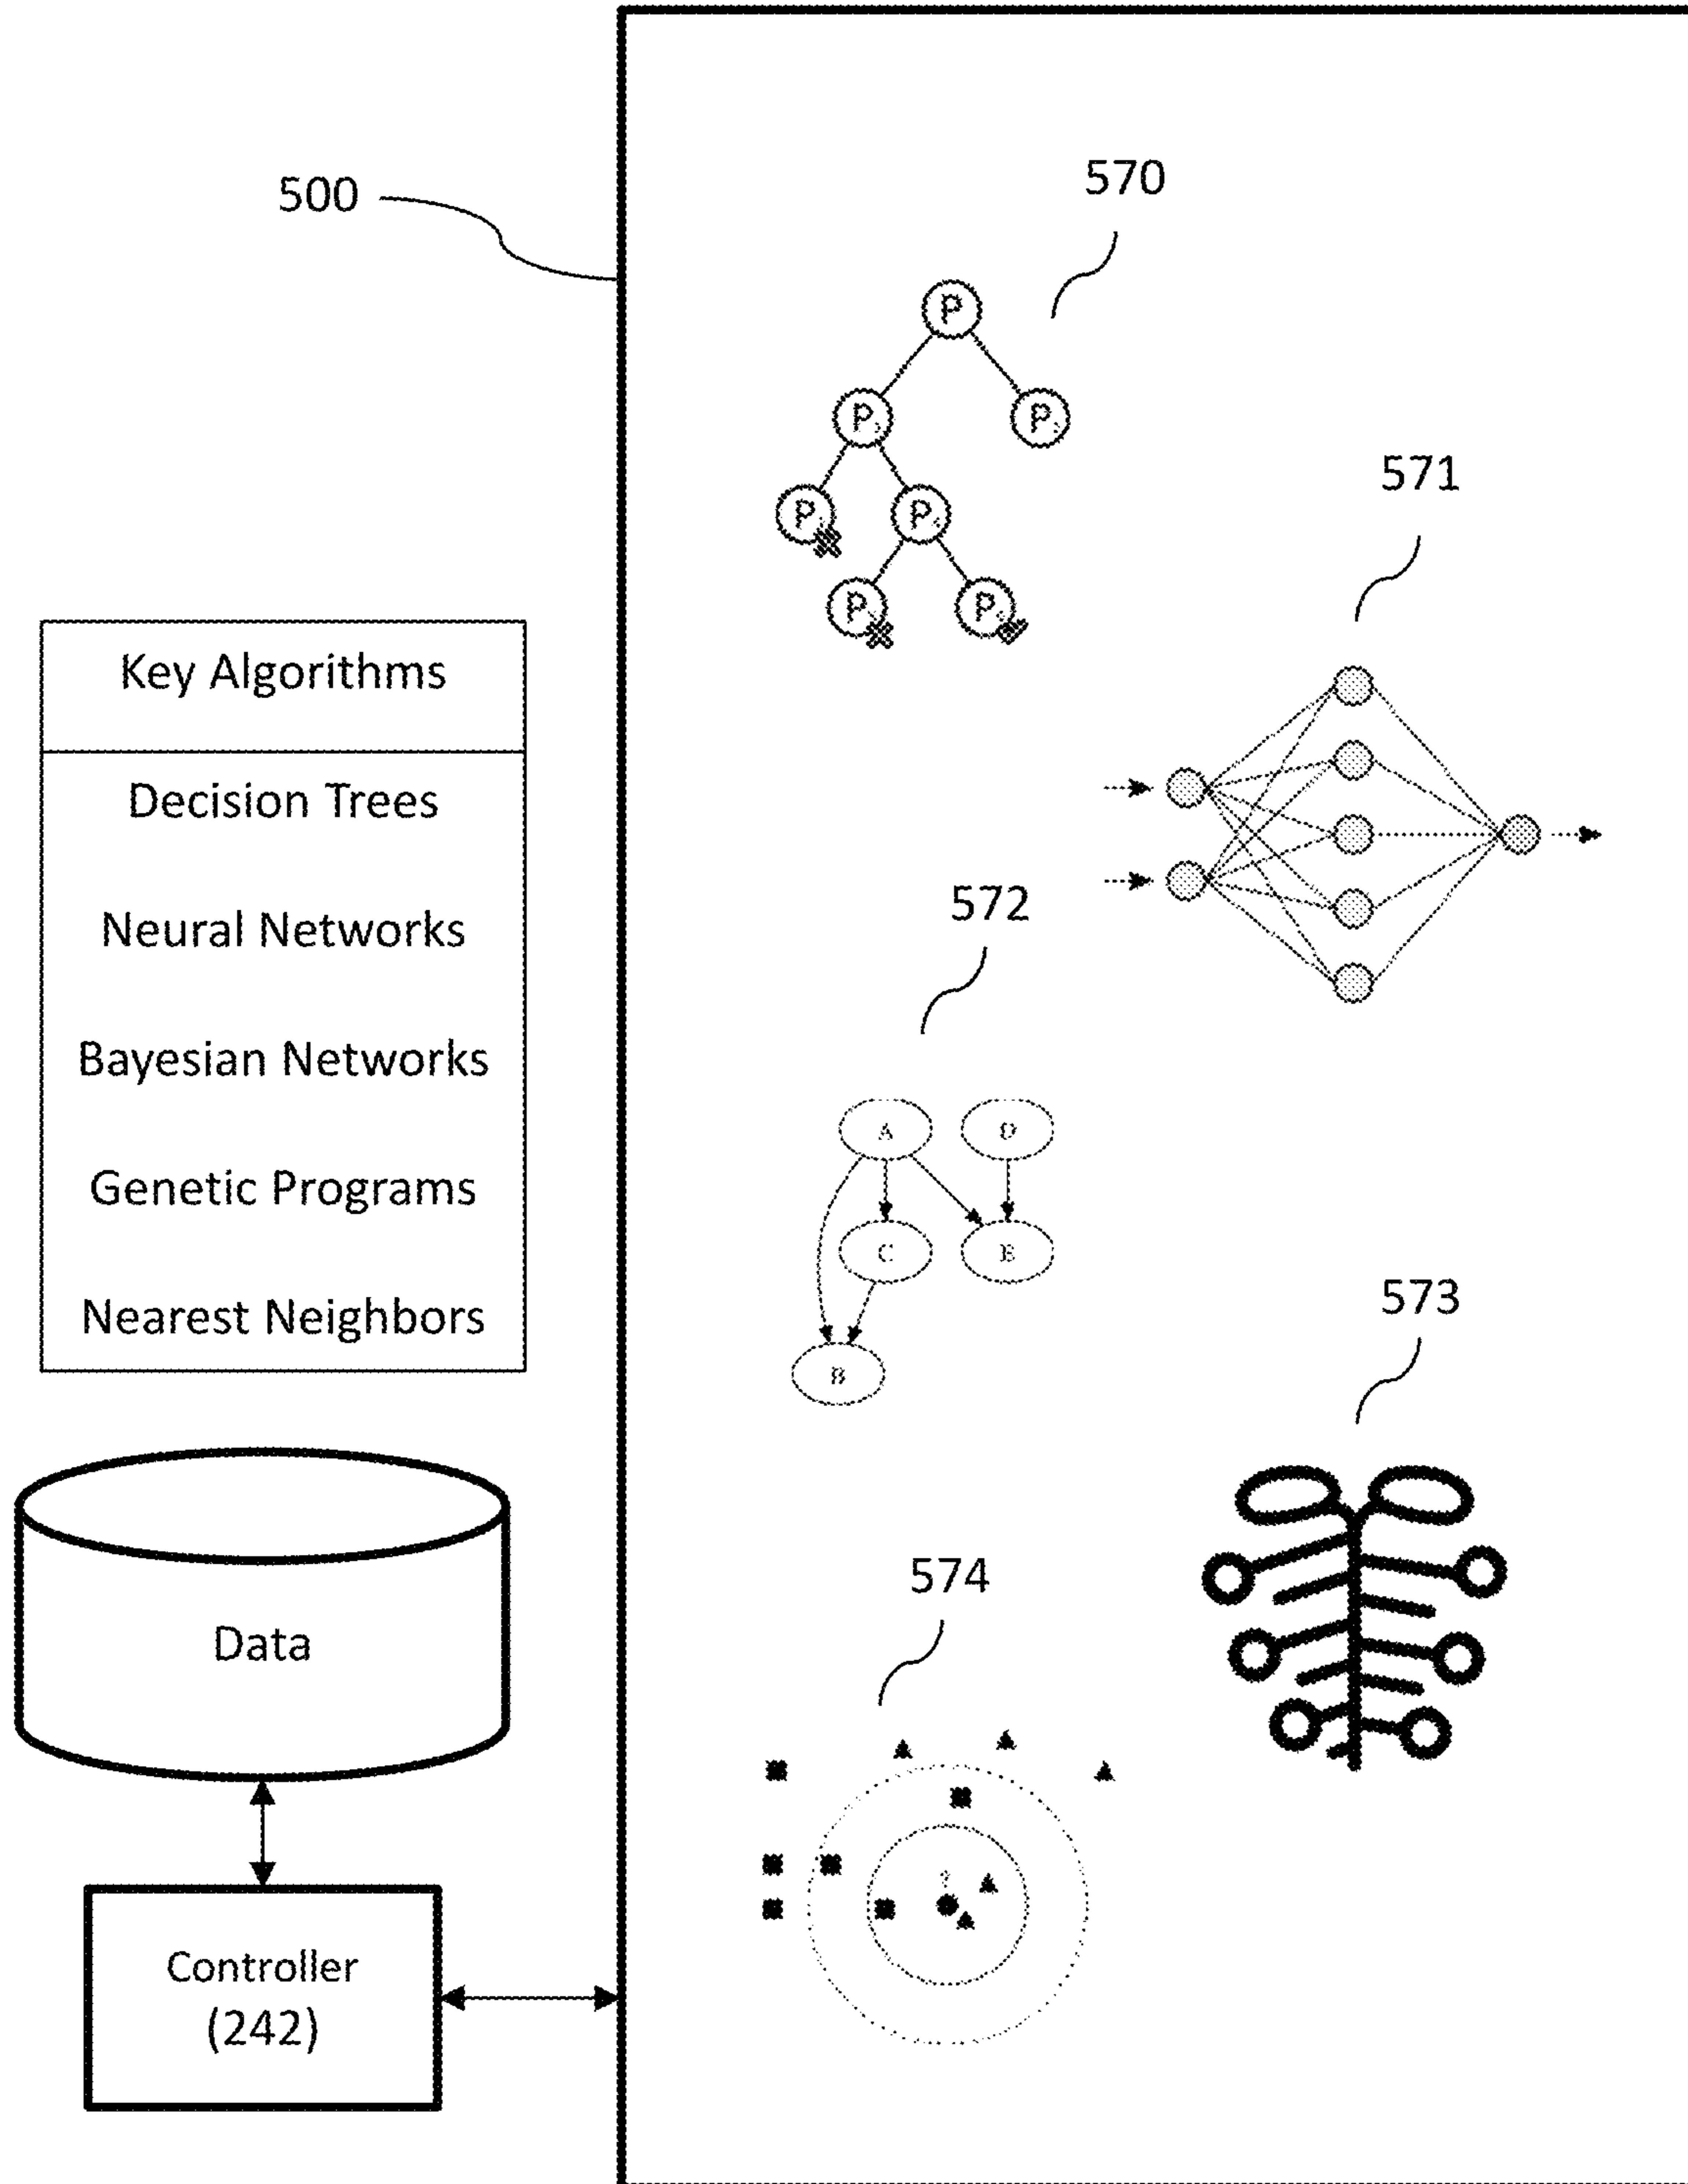 500
570
P
P
P
P
P
P
P
571
572
A
D
C
E
B
573
574
?
Key Algorithms
Decision Trees
Neural Networks
Bayesian Networks
Genetic Programs
Nearest Neighbors
Data
Controller
(242)